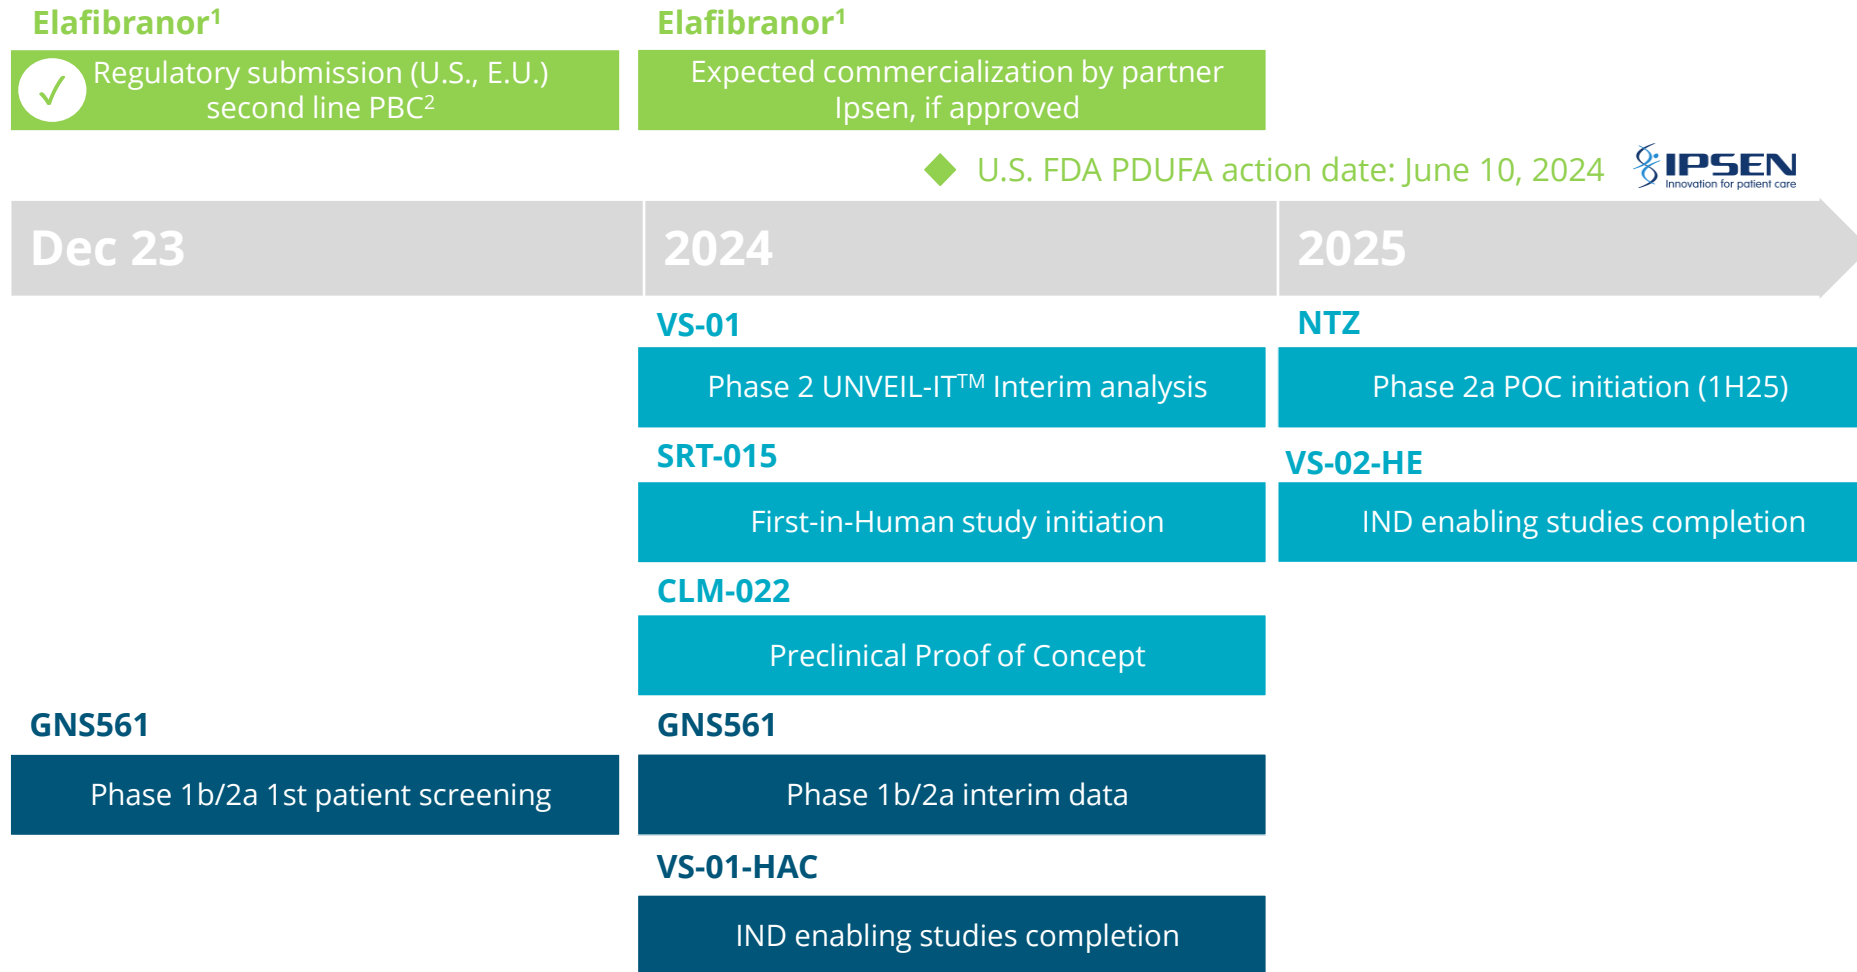 Elafibranor¹
Elafibranor¹
Regulatory submission (U.S., E.U.)
second line PBC²
Expected commercialization by partner
Ipsen, if approved
U.S. FDA PDUFA action date: June 10, 2024
IPSEN
Innovation for patient care
Dec 23
2024
2025
VS-01
NTZ
Phase 2 UNVEIL-IT™ Interim analysis
Phase 2a POC initiation (1H25)
SRT-015
VS-02-HE
First-in-Human study initiation
IND enabling studies completion
CLM-022
Preclinical Proof of Concept
GNS561
GNS561
Phase 1b/2a 1st patient screening
Phase 1b/2a interim data
VS-01-HAC
IND enabling studies completion